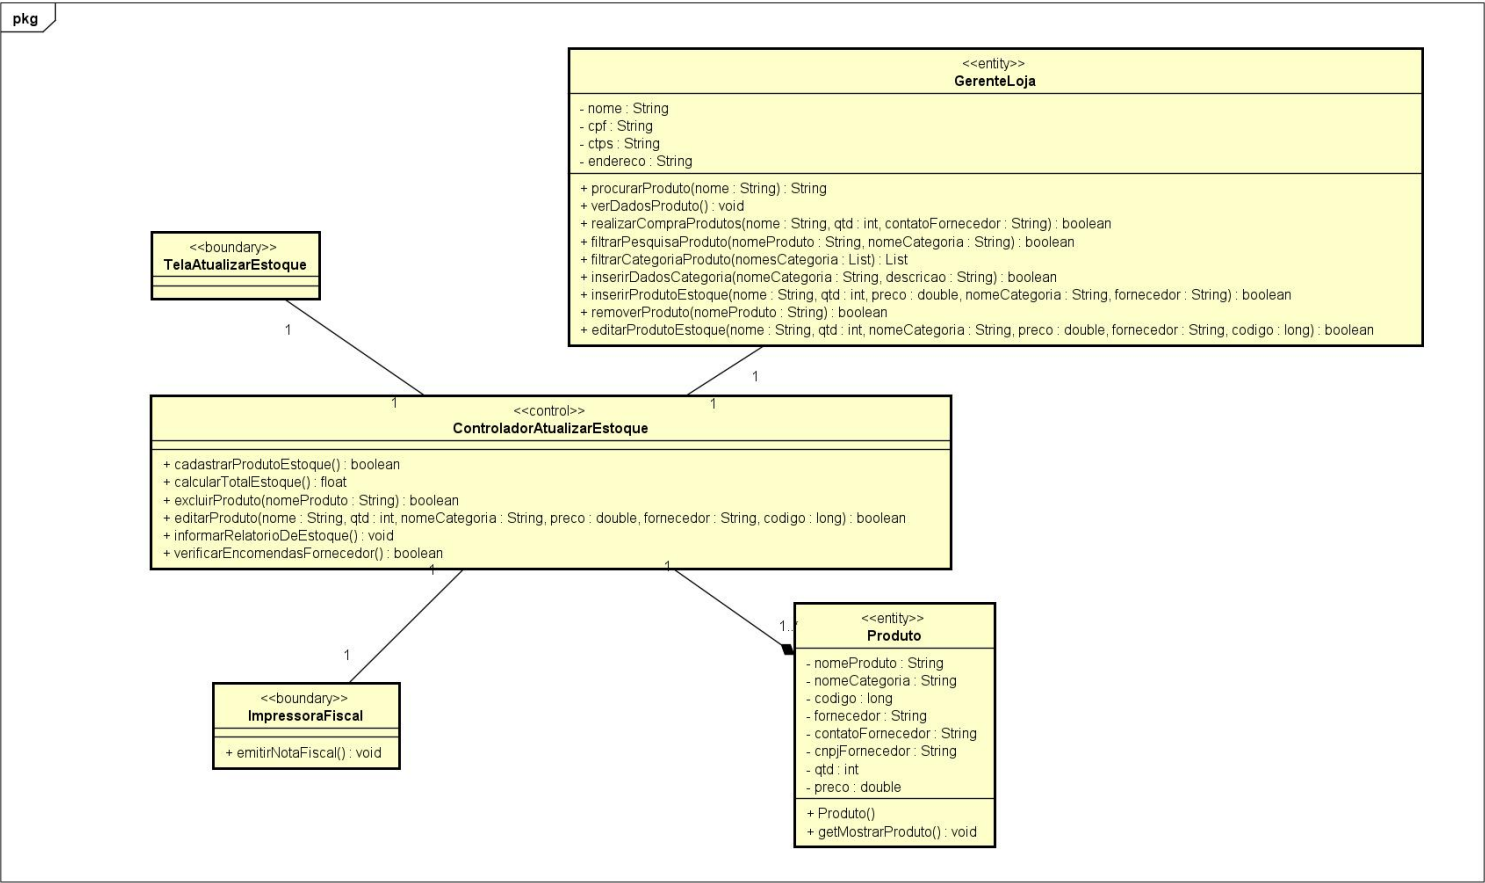 pkg
<<entity>>
GerenteLoja
- nome : String
- cpf : String
- ctps : String
- endereco : String
+ procurarProduto(nome : String) : String
+ verDadosProduto() : void
+ realizarCompraProdutos(nome : String, qtd : int, contatoFornecedor : String) : boolean
+ filtrarPesquisaProduto(nomeProduto : String, nomeCategoria : String) : boolean
+ filtrarCategoriaProduto(nomesCategoria : List) : List
+ inserirDadosCategoria(nomeCategoria : String, descricao : String) : boolean
+ inserirProdutoEstoque(nome : String, qtd : int, preco : double, nomeCategoria : String, fornecedor : String) : boolean
+ removerProduto(nomeProduto : String) : boolean
+ editarProdutoEstoque(nome : String, qtd : int, nomeCategoria : String, preco : double, fornecedor : String, codigo : long) : boolean
<<boundary>>
TelaAtualizarEstoque
1
1
1
1
<<control>>
ControladorAtualizarEstoque
+ cadastrarProdutoEstoque() : boolean
+ calcularTotalEstoque() : float
+ excluirProduto(nomeProduto : String) : boolean
+ editarProduto(nome : String, qtd : int, nomeCategoria : String, preco : double, fornecedor : String, codigo : long) : boolean
+ informarRelatorioDeEstoque() : void
+ verificarEncomendasFornecedor() : boolean
1
1
1..*
1
<<boundary>>
ImpressoraFiscal
+ emitirNotaFiscal() : void
<<entity>>
Produto
- nomeProduto : String
- nomeCategoria : String
- codigo : long
- fornecedor : String
- contatoFornecedor : String
- cnpjFornecedor : String
- qtd : int
- preco : double
+ Produto()
+ getMostrarProduto() : void